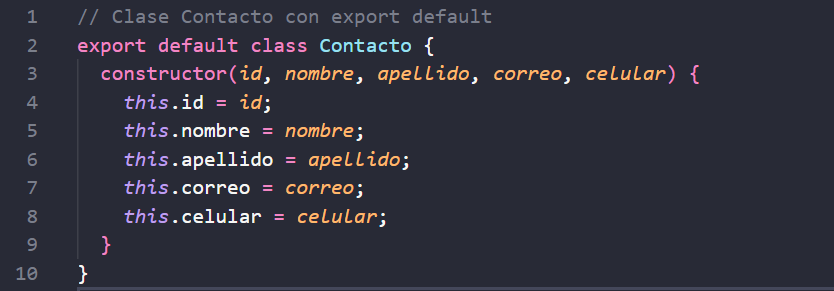 1 // Clase Contacto con export default
2 export default class Contacto {
3 constructor(id, nombre, apellido, correo, celular) {
4 this.id = id;
5 this.nombre = nombre;
6 this.apellido = apellido;
7 this.correo = correo;
8 this.celular = celular;
9 }
10 }